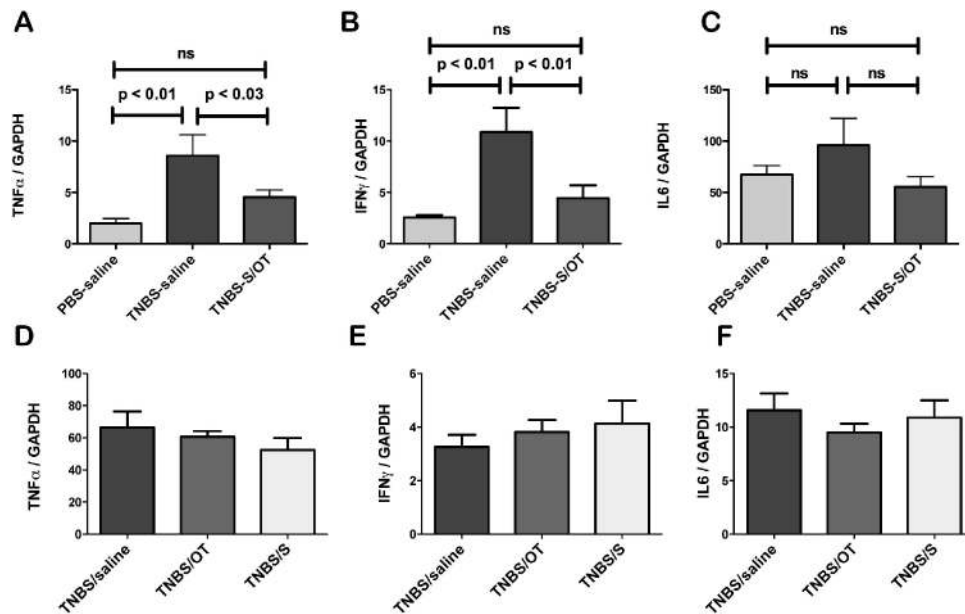 A
ns
p < 0.01
p < 0.03
TNFα / GAPDH
15
10
5
0
PBS-saline
TNBS-saline
TNBS-S/OT
B
ns
p < 0.01
p < 0.01
IFNγ / GAPDH
15
10
5
0
PBS-saline
TNBS-saline
TNBS-S/OT
C
ns
ns
ns
IL6 / GAPDH
150
100
50
0
PBS-saline
TNBS-saline
TNBS-S/OT
D
TNFα / GAPDH
100
80
60
40
20
0
TNBS/saline
TNBS/OT
TNBS/S
E
IFNγ / GAPDH
6
4
2
0
TNBS/saline
TNBS/OT
TNBS/S
F
IL6 / GAPDH
15
10
5
0
TNBS/saline
TNBS/OT
TNBS/S